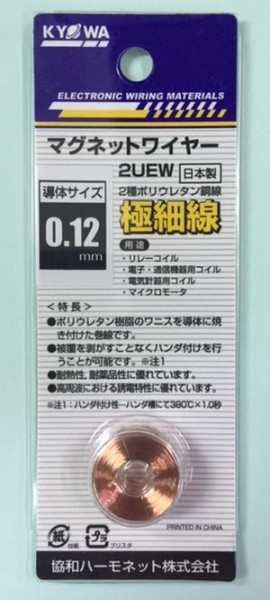 KYOWA
ELECTRONIC WIRING MATERIALS
マグネットワイヤー
2UEW 日本製
2種ポリウレタン銅線
導体サイズ
0.12
mm
極細線
用途
・リレーコイル
・電子・通信機器用コイル
・電気計器用コイル
・マイクロモータ
<特長>
●ポリウレタン樹脂のワニスを導体に焼
き付けた巻線です。
●被覆を剥がすことなくハンダ付けを行
うことが可能です。※注1
●耐熱性、耐薬品性に優れています。
●高周波における誘電特性に優れています。
※注1:ハンダ付け性…ハンダ槽にて380℃×1.0秒
PRINTED IN CHINA
紙
台紙
プラ
ブリスタ
協和ハーモネット株式会社